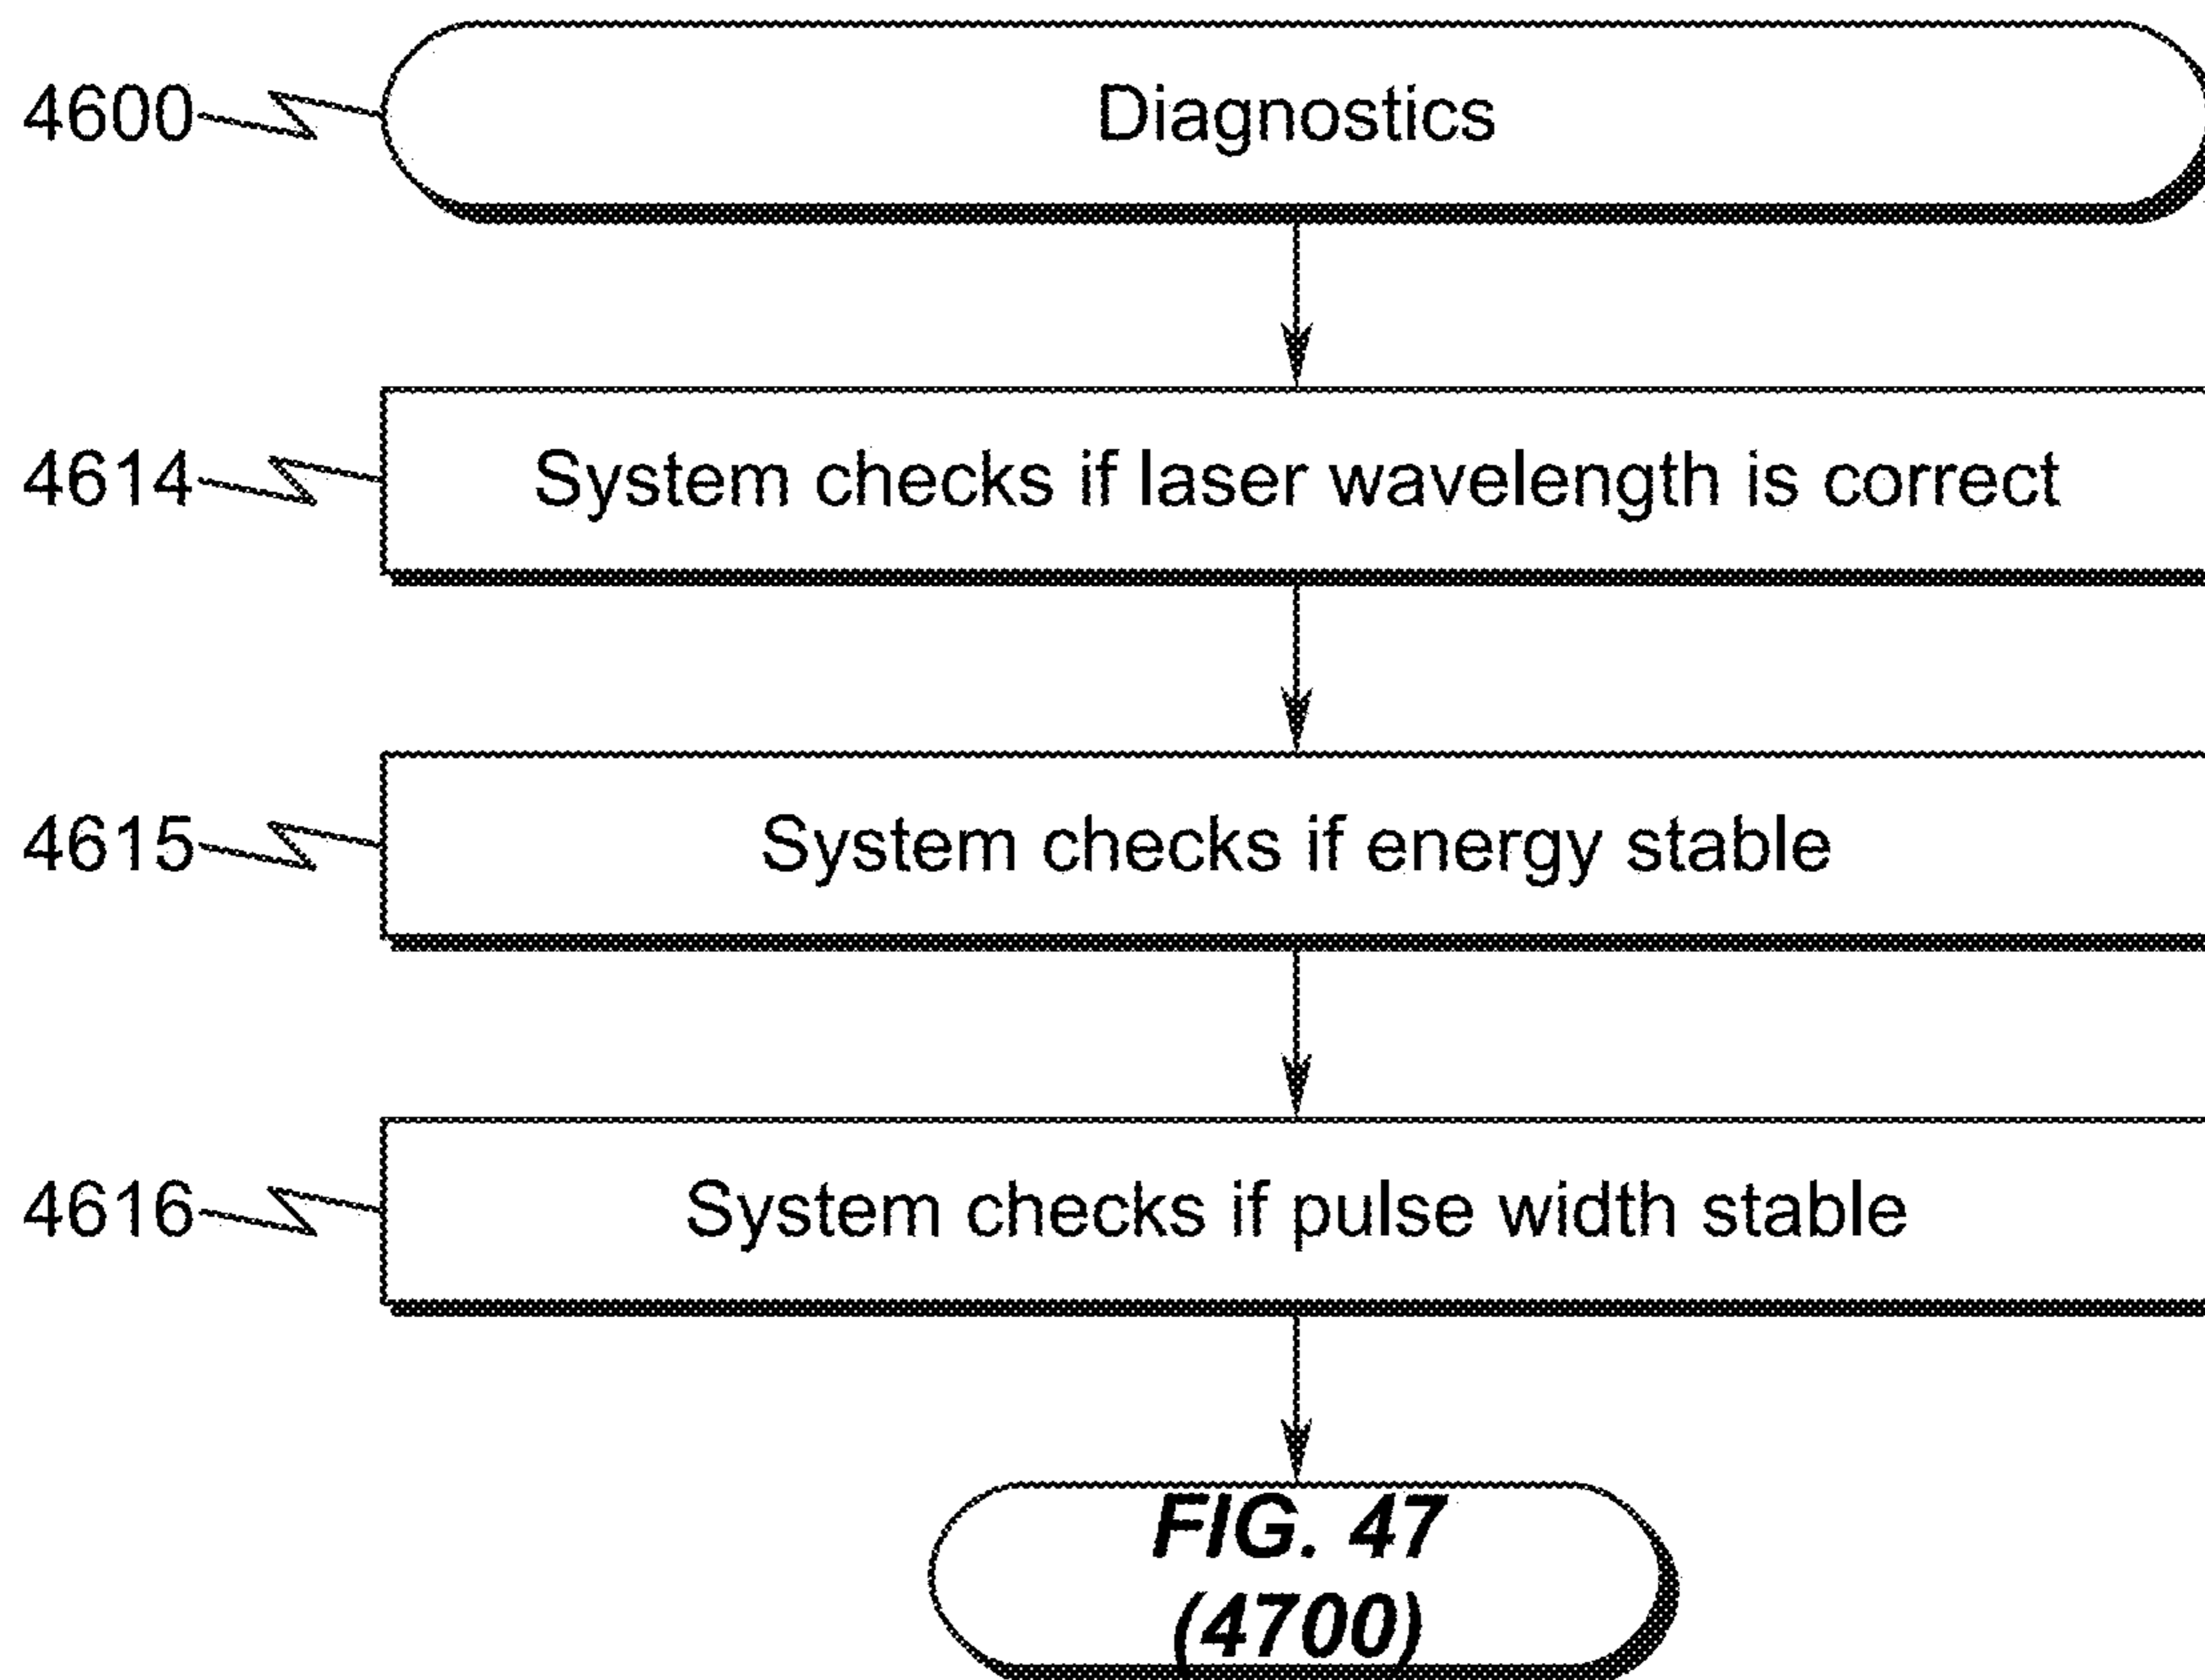 4600
Diagnostics
4614
System checks if laser wavelength is correct
4615
System checks if energy stable
4616
System checks if pulse width stable
FIG. 47
(4700)